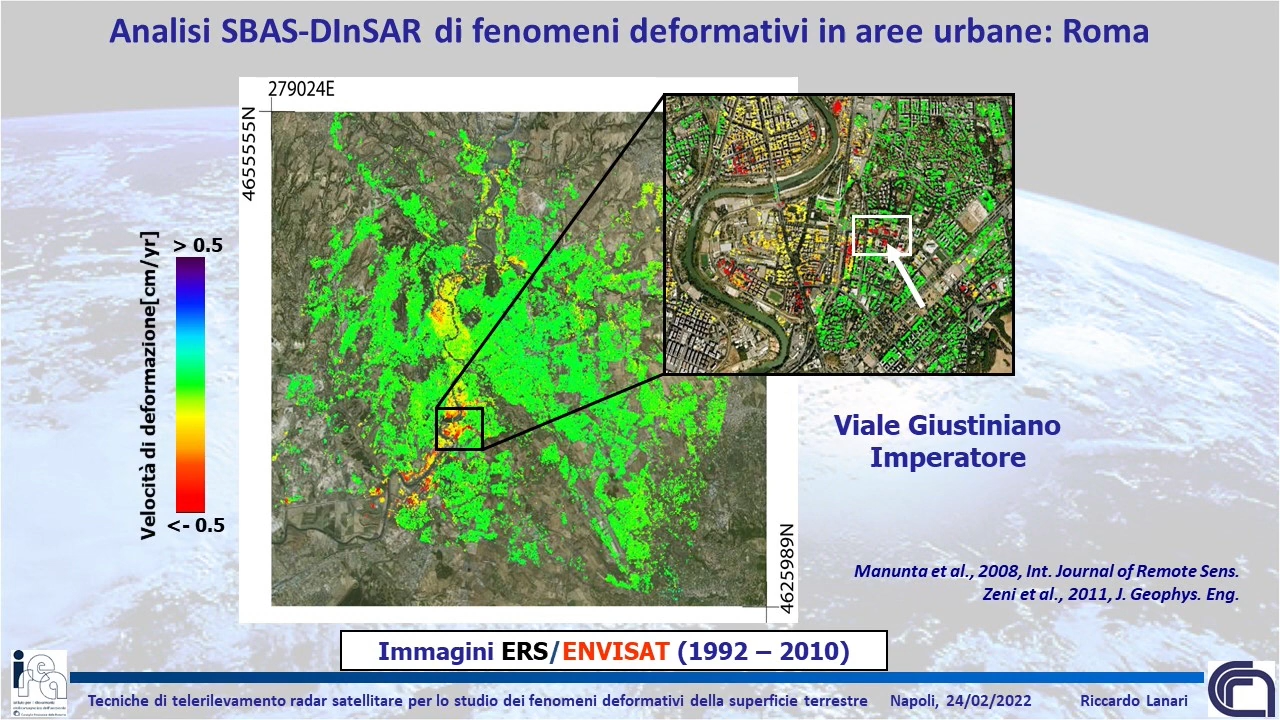 Analisi SBAS-DInSAR di fenomeni deformativi in aree urbane: Roma
279024E
4655555N
Velocità di deformazione[cm/yr]
> 0.5
<- 0.5
Viale Giustiniano
Imperatore
4625989N
Manunta et al., 2008, Int. Journal of Remote Sens.
Zeni et al., 2011, J. Geophys. Eng.
Immagini ERS/ENVISAT (1992 – 2010)
Tecniche di telerilevamento radar satellitare per lo studio dei fenomeni deformativi della superficie terrestre Napoli, 24/02/2022 Riccardo Lanari